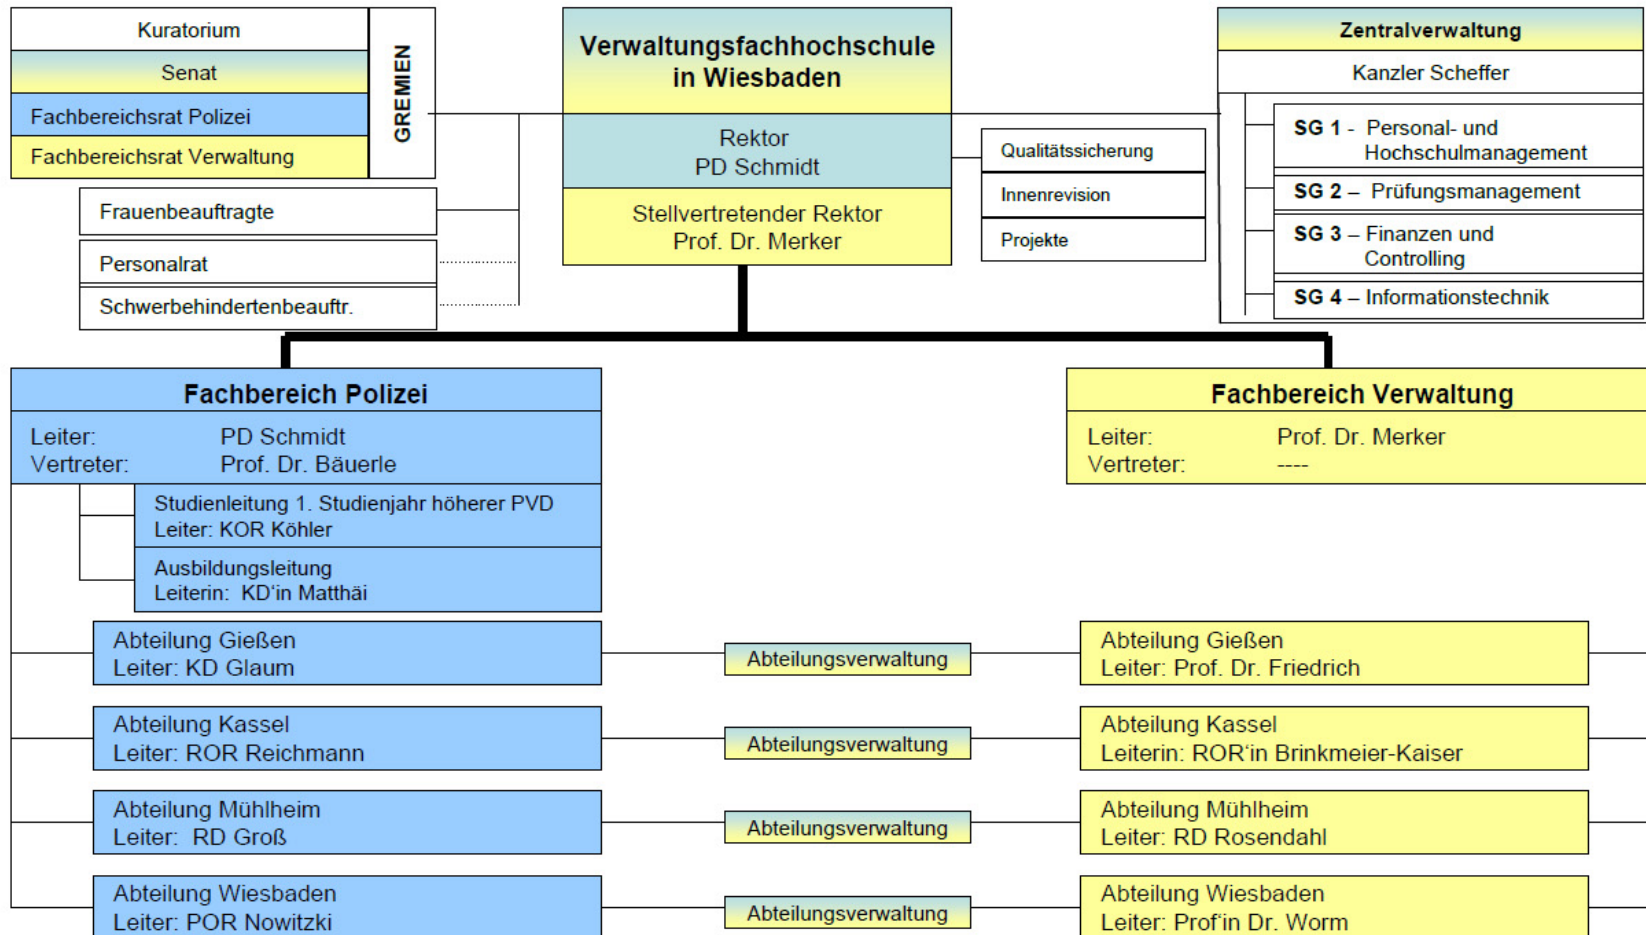 Kuratorium
Senat
Fachbereichsrat Polizei
Fachbereichsrat Verwaltung
GREMIEN
Frauenbeauftragte
Personalrat
Schwerbehindertenbeauftr.
Verwaltungsfachhochschule
in Wiesbaden
Rektor
PD Schmidt
Stellvertretender Rektor
Prof. Dr. Merker
Qualitätssicherung
Innenrevision
Projekte
Zentralverwaltung
Kanzler Scheffer
SG 1 - Personal- und
Hochschulmanagement
SG 2 – Prüfungsmanagement
SG 3 – Finanzen und
Controlling
SG 4 – Informationstechnik
Fachbereich Polizei
Leiter: PD Schmidt
Vertreter: Prof. Dr. Bäuerle
Studienleitung 1. Studienjahr höherer PVD
Leiter: KOR Köhler
Ausbildungsleitung
Leiterin: KD‘in Matthäi
Fachbereich Verwaltung
Leiter: Prof. Dr. Merker
Vertreter: ----
Abteilung Gießen
Leiter: KD Glaum
Abteilungsverwaltung
Abteilung Gießen
Leiter: Prof. Dr. Friedrich
Abteilung Kassel
Leiter: ROR Reichmann
Abteilungsverwaltung
Abteilung Kassel
Leiterin: ROR‘in Brinkmeier-Kaiser
Abteilung Mühlheim
Leiter: RD Groß
Abteilungsverwaltung
Abteilung Mühlheim
Leiter: RD Rosendahl
Abteilung Wiesbaden
Leiter: POR Nowitzki
Abteilungsverwaltung
Abteilung Wiesbaden
Leiter: Prof‘in Dr. Worm